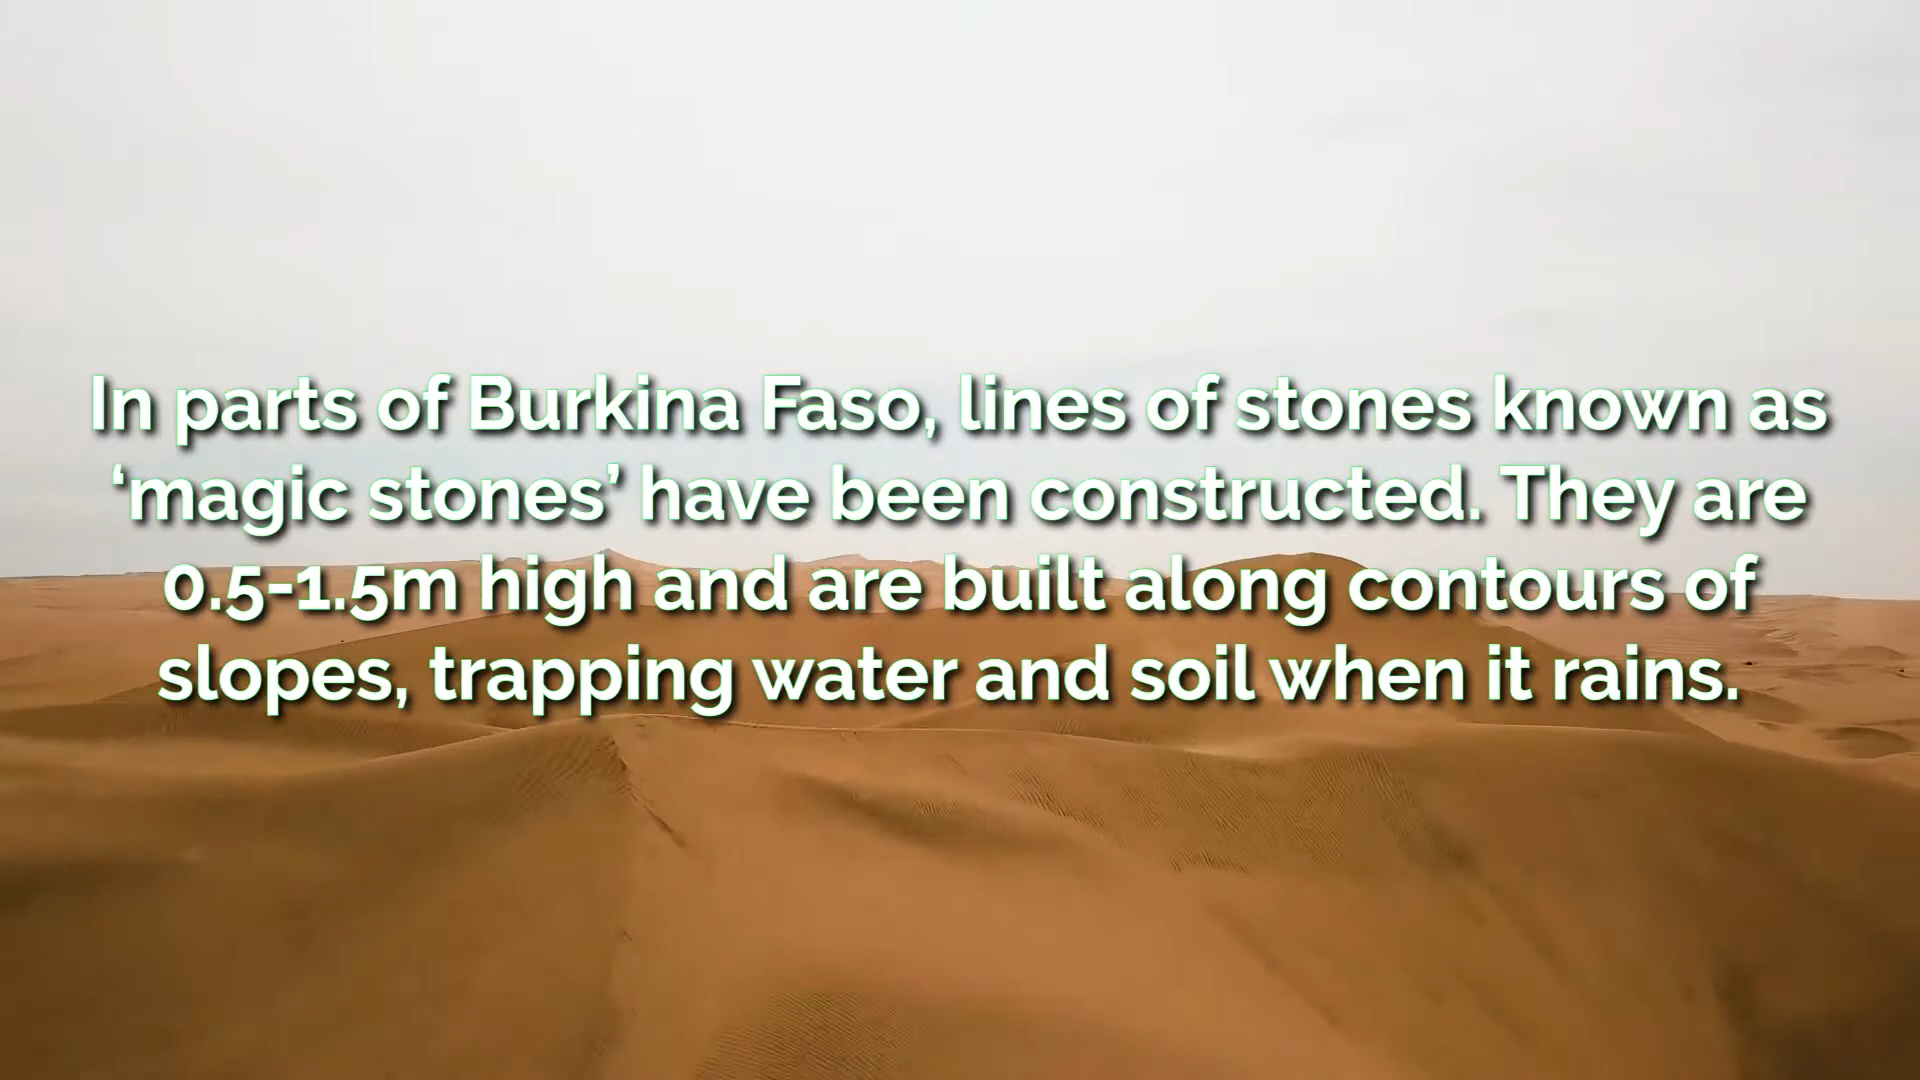 In parts of Burkina Faso, lines of stones known as
‘magic stones’ have been constructed. They are
0.5-1.5m high and are built along contours of
slopes, trapping water and soil when it rains.